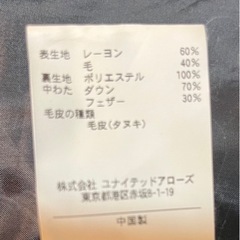 表生地 レーヨン 60%
毛 40%
裏生地 ポリエステル 100%
中わた ダウン 70%
フェザー 30%
毛皮の種類
毛皮(タヌキ)
株式会社 ユナイテッドアローズ
東京都港区赤坂8-1-19
中国製